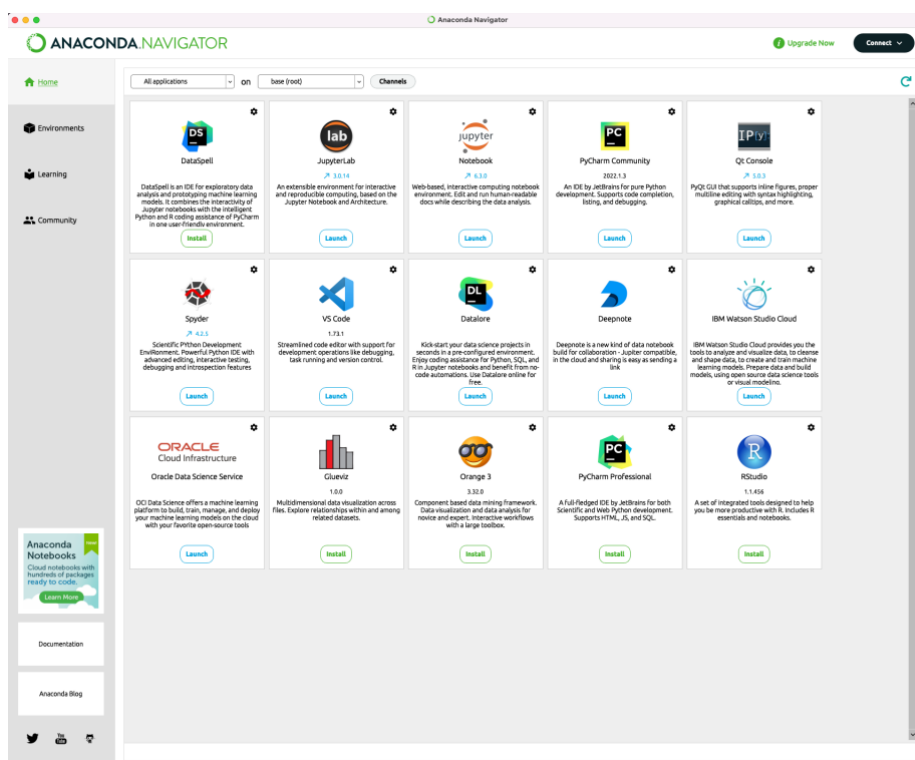 Anaconda Navigator
ANACONDA.NAVIGATOR
Upgrade Now
Connect
Home
Environments
Learning
Community
All applications
on
base (root)
Channels
DS
DataSpell
DataSpell is an IDE for exploratory data
analysis and prototyping machine learning
models. It combines the interactivity of
Jupyter notebooks with the intelligent
Python and R coding assistance of PyCharm
in one user-friendly environment.
Install
lab
JupyterLab
3.0.14
An extensible environment for interactive
and reproducible computing, based on the
Jupyter Notebook and Architecture.
Launch
jupyter
Notebook
6.3.0
Web-based, interactive computing notebook
environment. Edit and run human-readable
docs while describing the data analysis.
Launch
PC
PyCharm Community
2022.1.3
An IDE by JetBrains for pure Python
development. Supports code completion,
listing, and debugging.
Launch
IP[y]:
Qt Console
5.0.3
PyQt GUI that supports inline figures, proper
multiline editing with syntax highlighting,
graphical calltips, and more.
Launch
Spyder
4.2.5
Scientific PYthon Development
EnviRonment. Powerful Python IDE with
advanced editing, interactive testing,
debugging and introspection features
Launch
VS Code
1.73.1
Streamlined code editor with support for
development operations like debugging,
task running and version control.
Launch
DL
Datalore
Kick-start your data science projects in
seconds in a pre-configured environment.
Enjoy coding assistance for Python, SQL, and
R in Jupyter notebooks and benefit from no-
code automations. Use Datalore online for
free.
Launch
Deepnote
Deepnote is a new kind of data notebook
build for collaboration - Jupiter compatible,
in the cloud and sharing is easy as sending a
link
Launch
IBM Watson Studio Cloud
IBM Watson Studio Cloud provides you the
tools to analyze and visualize data, to cleanse
and shape data, to create and train machine
learning models. Prepare data and build
models, using open source data science tools
or visual modeling.
Launch
ORACLE
Cloud Infrastructure
Oracle Data Science Service
OCI Data Science offers a machine learning
platform to build, train, manage, and deploy
your machine learning models on the cloud
with your favorite open-source tools
Launch
Glueviz
1.0.0
Multidimensional data visualization across
files. Explore relationships within and among
related datasets.
Install
Orange 3
3.32.0
Component based data mining framework.
Data visualization and data analysis for
novice and expert. Interactive workflows
with a large toolbox.
Install
PC
PyCharm Professional
A full-fledged IDE by JetBrains for both
Scientific and Web Python development.
Supports HTML, JS, and SQL.
Install
R
RStudio
1.1.456
A set of integrated tools designed to help
you be more productive with R. Includes R
essentials and notebooks.
Install
Anaconda
Notebooks
Cloud notebooks with
hundreds of packages
ready to code.
Learn More
Documentation
Anaconda Blog
You
Tube